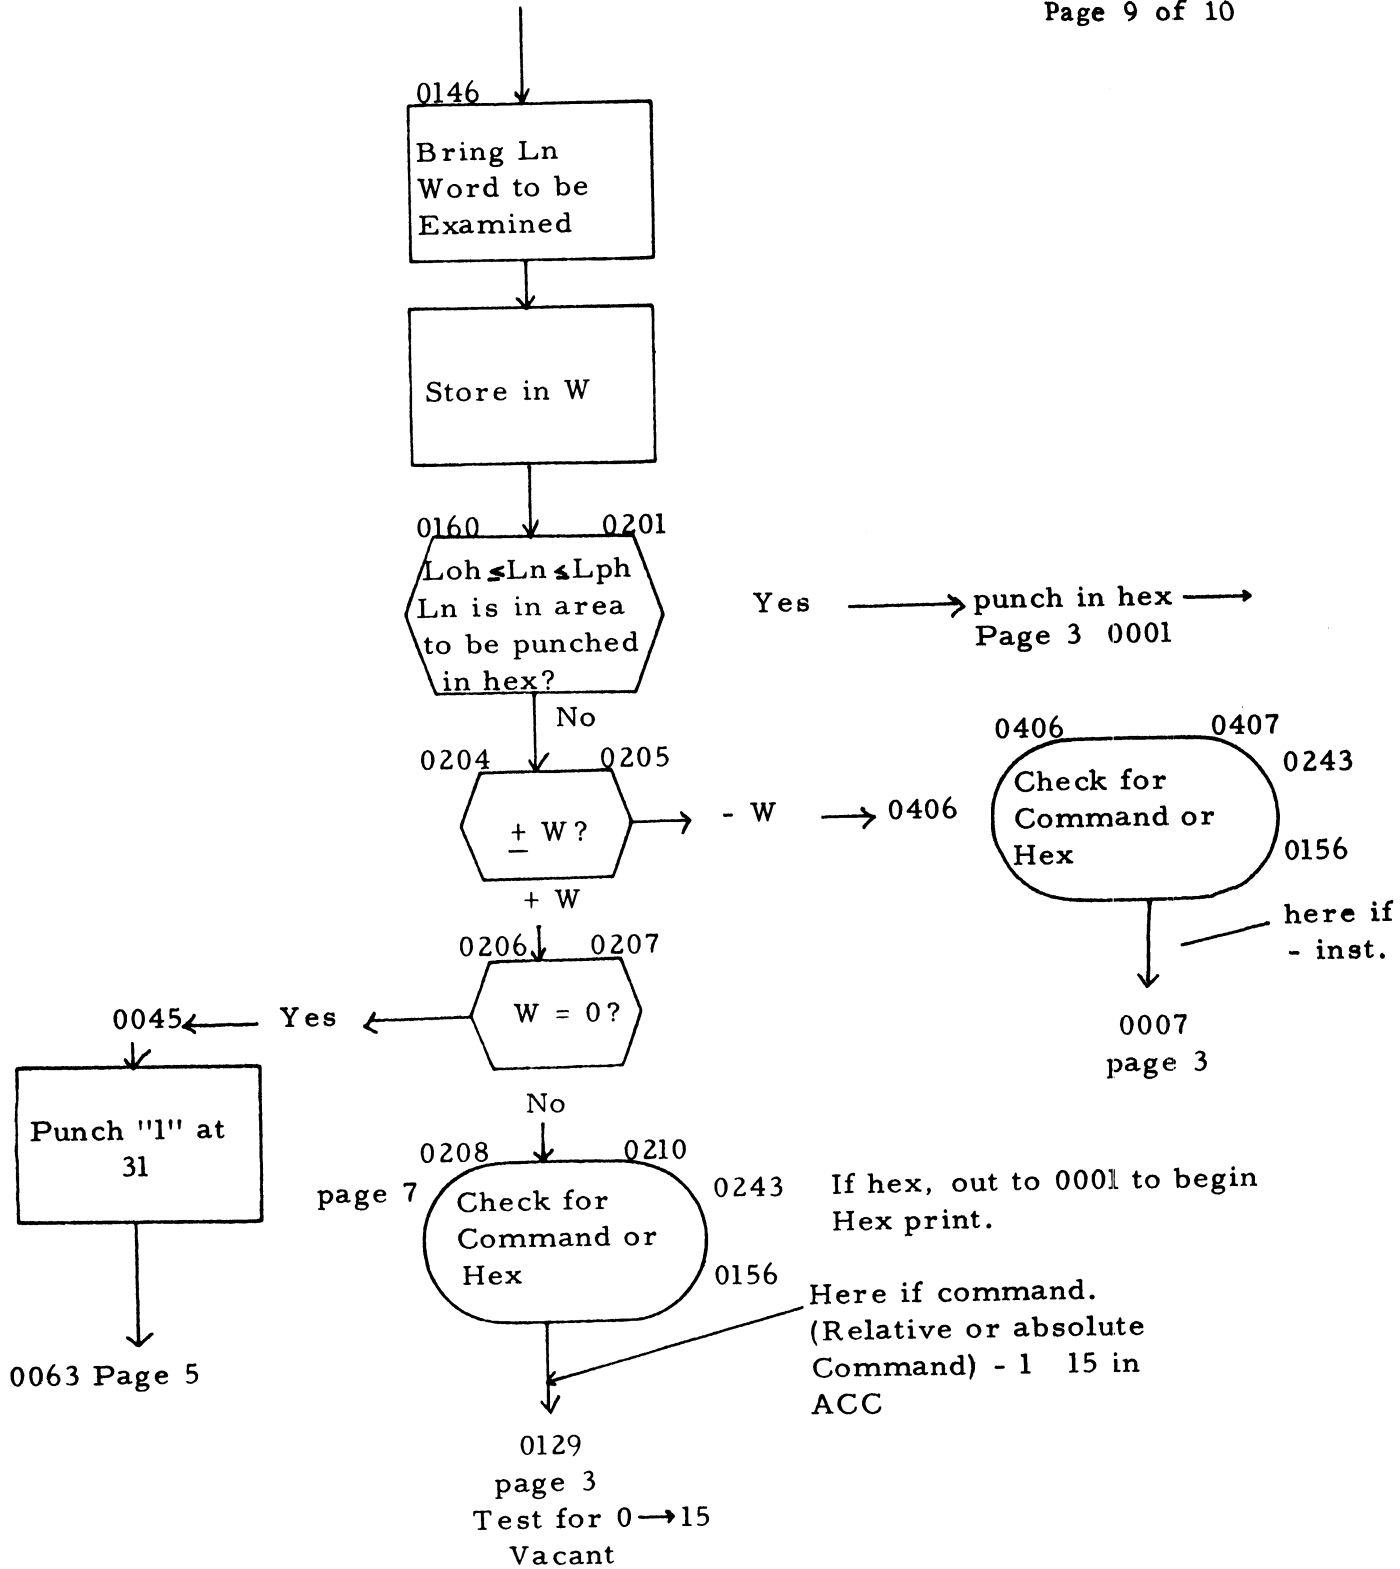 Page 9 of 10
0146
Bring Ln
Word to be
Examined
Store in W
0160 0201
Loh ≤ Ln ≤ Lph
Ln is in area
to be punched
in hex?
Yes
punch in hex
Page 3 0001
No
0204 0205
± W?
- W
0406
0406 0407
Check for
Command or
Hex
0243
0156
here if
- inst.
0007
page 3
+ W
0206 0207
W = 0?
Yes
0045
Punch "1" at
31
0063 Page 5
No
0208 0210
page 7
Check for
Command or
Hex
0243
0156
If hex, out to 0001 to begin
Hex print.
Here if command.
(Relative or absolute
Command) - 1 15 in
ACC
0129
page 3
Test for 0→15
Vacant